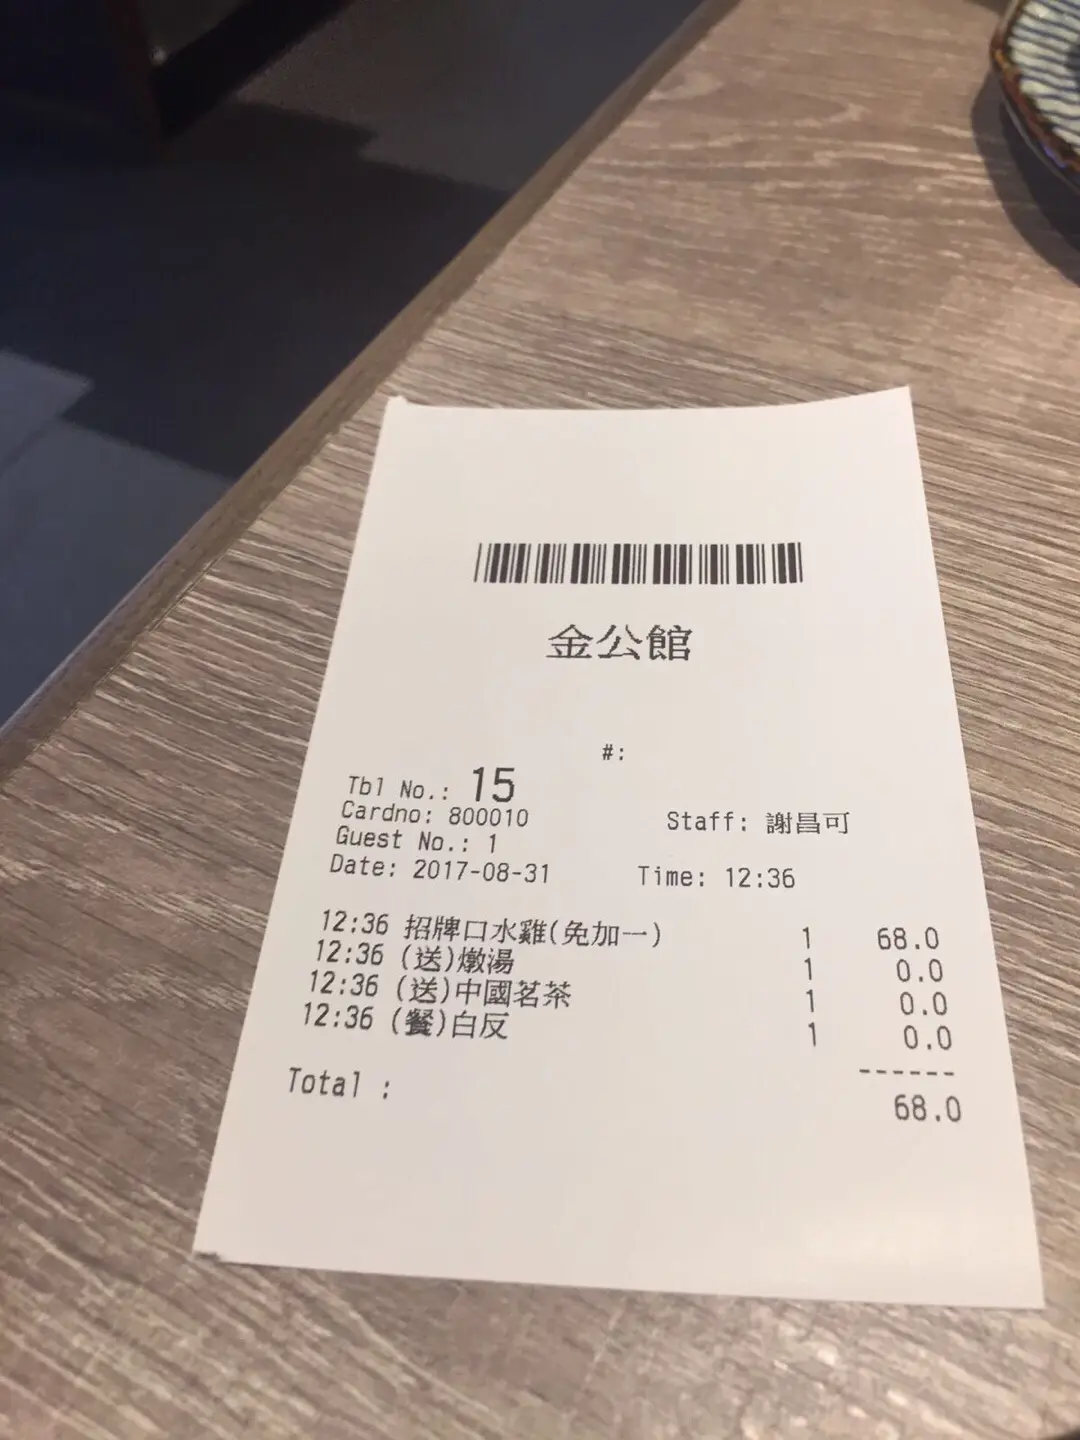 金公館
#:
Tbl No.: 15
Cardno: 800010 Staff: 謝昌可
Guest No.: 1
Date: 2017-08-31 Time: 12:36
12:36 招牌口水雞(免加一) 1 68.0
12:36 (送)燉湯 1 0.0
12:36 (送)中國茗茶 1 0.0
12:36 (餐)白反 1 0.0
------
Total : 68.0